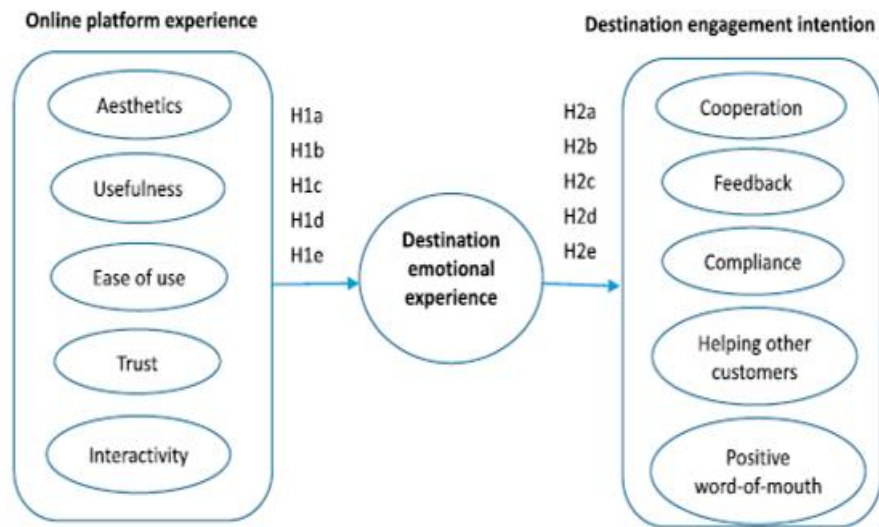 Online platform experience
Aesthetics
Usefulness
Ease of use
Trust
Interactivity
H1a
H1b
H1c
H1d
H1e
Destination
emotional
experience
H2a
H2b
H2c
H2d
H2e
Destination engagement intention
Cooperation
Feedback
Compliance
Helping other
customers
Positive
word-of-mouth